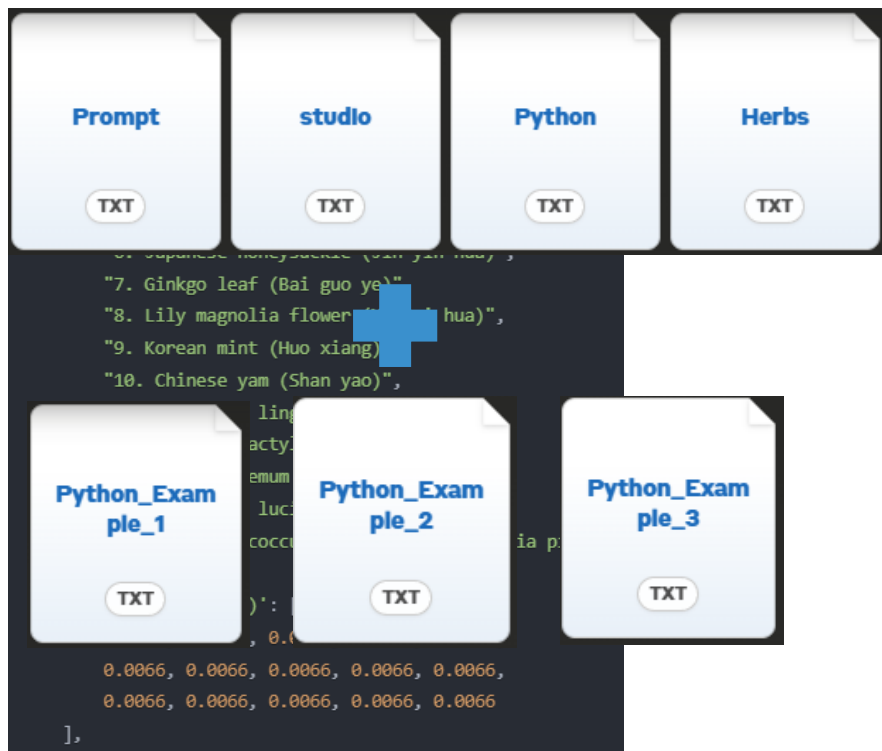 Prompt
TXT
studio
TXT
Python
TXT
Herbs
TXT
"7. Ginkgo leaf (Bai guo ye)"
"8. Lily magnolia flower hua)",
"9. Korean mint (Huo xiang)
"10. Chinese yam (Shan yao)",
Python_Exam
ple_1
TXT
Python_Exam
ple_2
TXT
Python_Exam
ple_3
TXT
)': [
0.0066, 0.0066, 0.0066, 0.0066, 0.0066,
0.0066, 0.0066, 0.0066, 0.0066, 0.0066
],